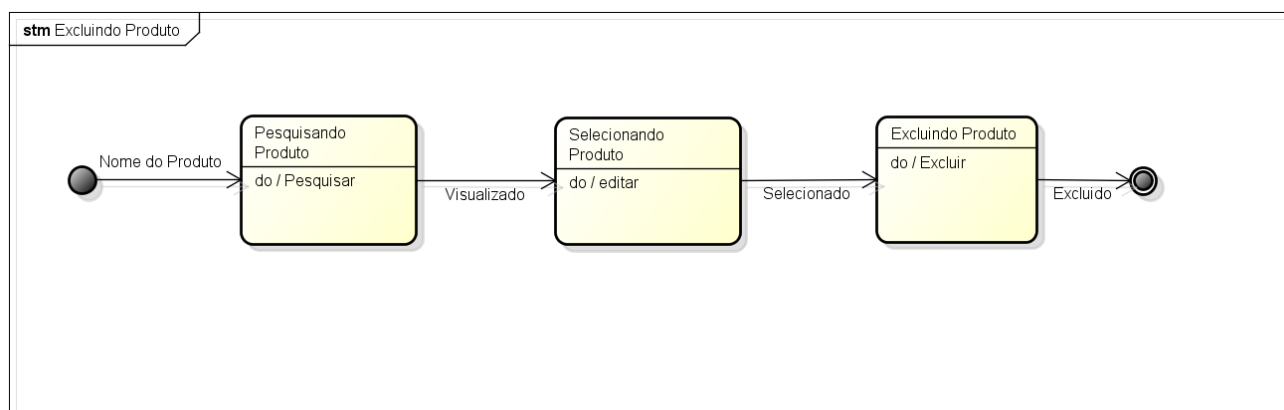 stm Excluindo Produto
Nome do Produto
Pesquisando
Produto
do / Pesquisar
Visualizado
Selecionando
Produto
do / editar
Selecionado
Excluindo Produto
do / Excluir
Excluido